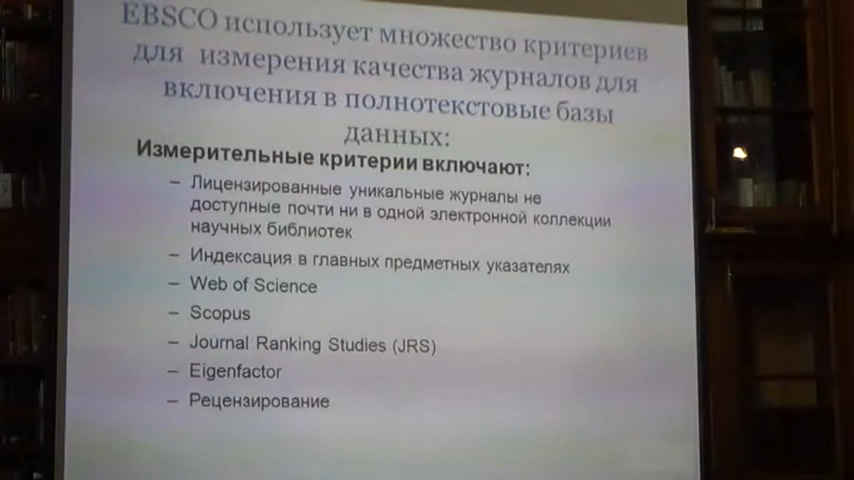 EBSCO использует множество критериев
для измерения качества журналов для
включения в полнотекстовые базы
данных:
Измерительные критерии включают:
– Лицензированные уникальные журналы не
доступные почти ни в одной электронной коллекции
научных библиотек
– Индексация в главных предметных указателях
– Web of Science
– Scopus
– Journal Ranking Studies (JRS)
– Eigenfactor
– Рецензирование